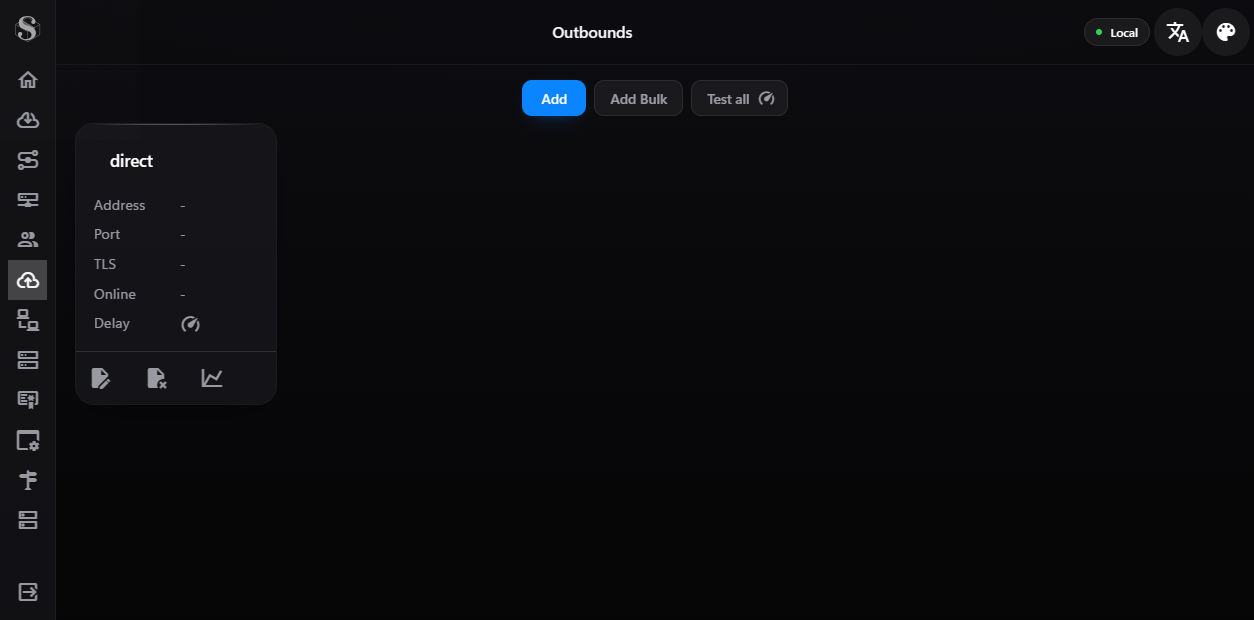 Outbounds
Local
Add
Add Bulk
Test all
direct
Address -
Port -
TLS -
Online -
Delay